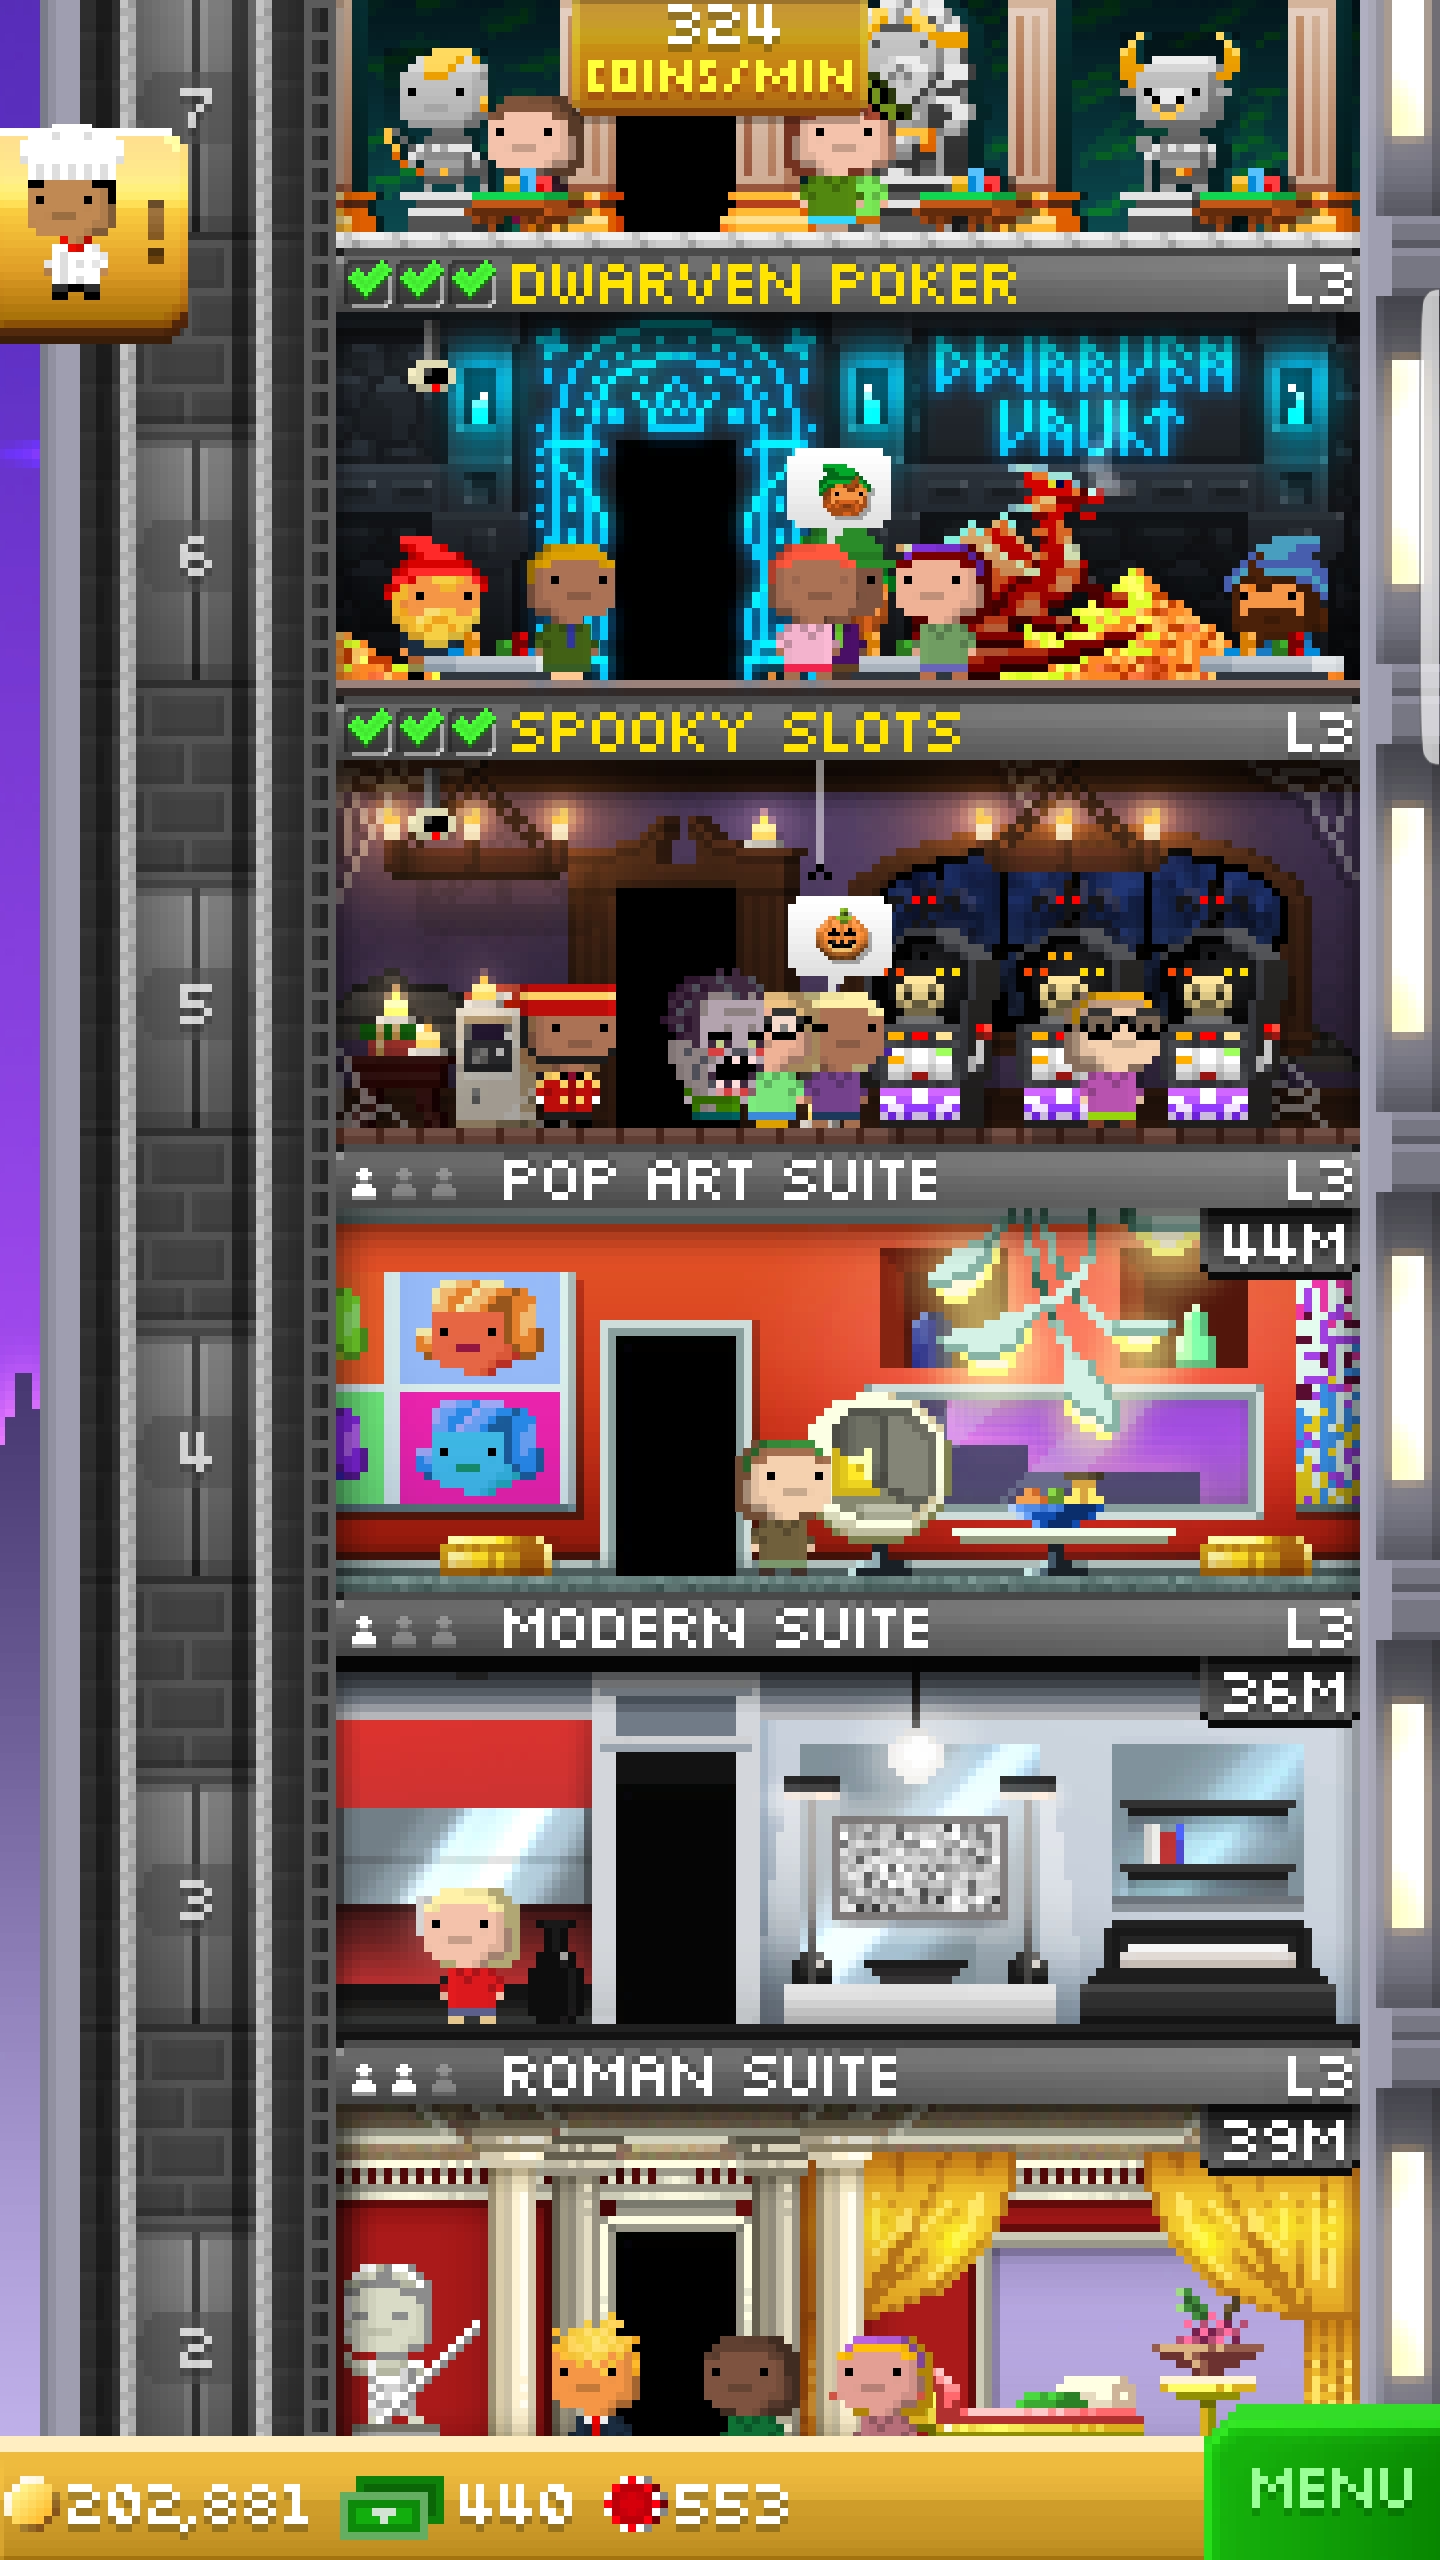 324
COINS/MIN
7
DWARVEN POKER L3
DWARVEN
VAULT
6
SPOOKY SLOTS L3
5
POP ART SUITE L3
44M
4
MODERN SUITE L3
36M
3
ROMAN SUITE L3
39M
2
202,881 440 553
MENU